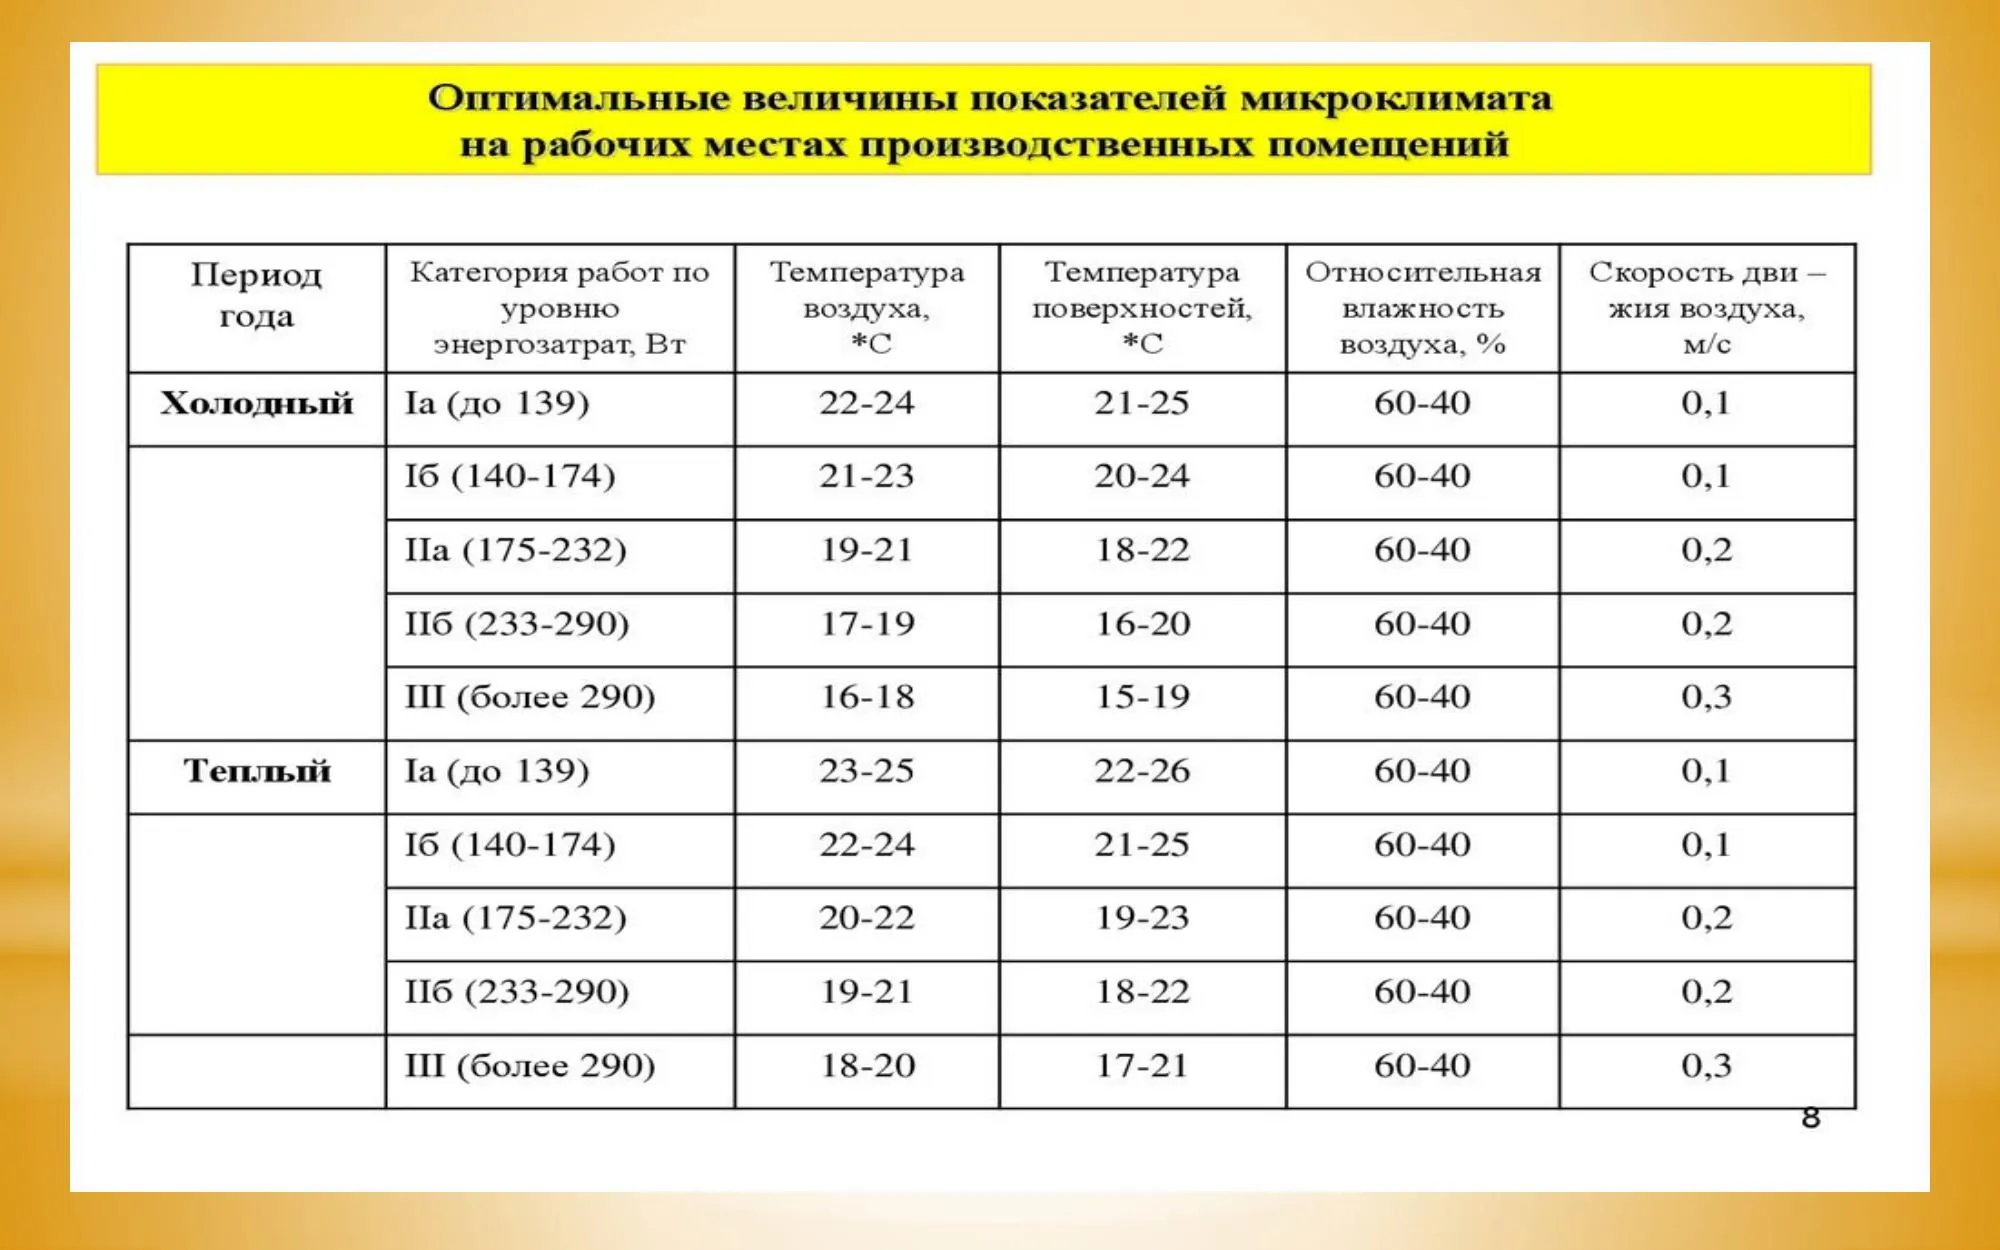 Оптимальные величины показателей микроклимата
на рабочих местах производственных помещений
Период
года
Категория работ по
уровню
энергозатрат, Вт
Температура
воздуха,
*С
Температура
поверхностей,
*С
Относительная
влажность
воздуха, %
Скорость дви –
жия воздуха,
м/с
Холодный Iа (до 139) 22-24 21-25 60-40 0,1
Iб (140-174) 21-23 20-24 60-40 0,1
IIа (175-232) 19-21 18-22 60-40 0,2
IIб (233-290) 17-19 16-20 60-40 0,2
III (более 290) 16-18 15-19 60-40 0,3
Теплый Iа (до 139) 23-25 22-26 60-40 0,1
Iб (140-174) 22-24 21-25 60-40 0,1
IIа (175-232) 20-22 19-23 60-40 0,2
IIб (233-290) 19-21 18-22 60-40 0,2
III (более 290) 18-20 17-21 60-40 0,3
8